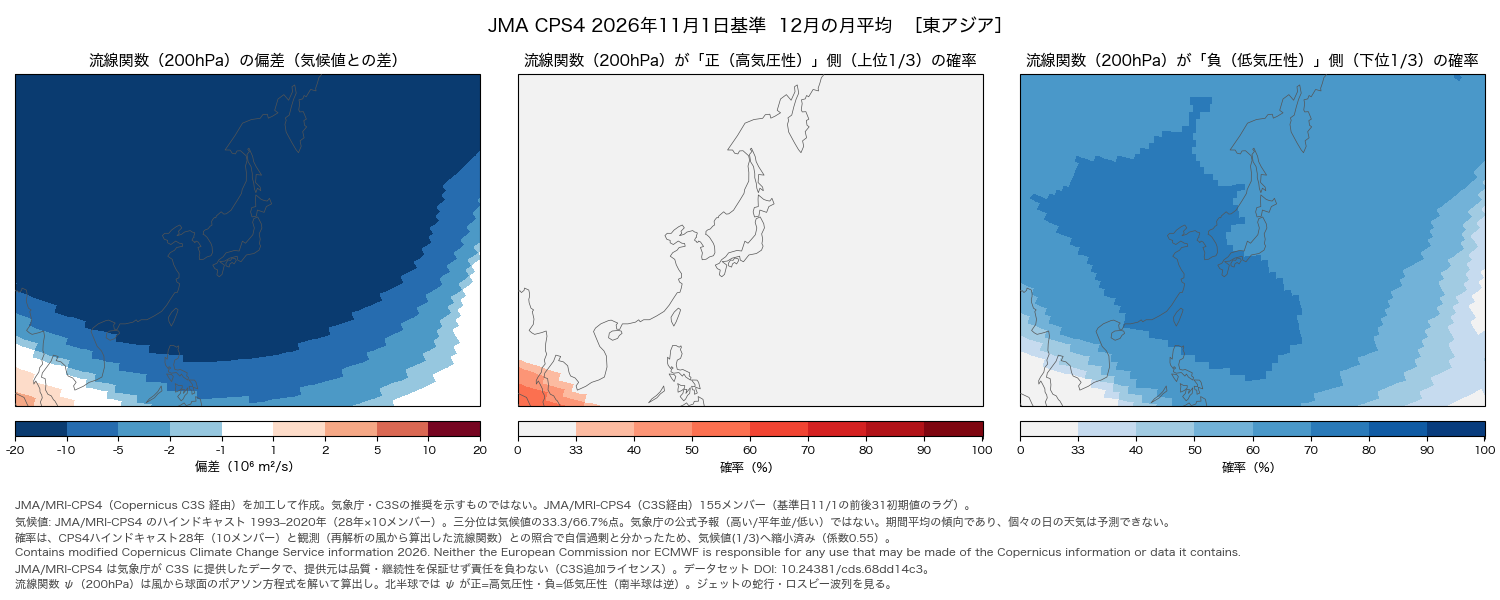 JMA CPS4 2026年11月1日基準 12月の月平均 ［東アジア］
流線関数（200hPa）の偏差（気候値との差）
流線関数（200hPa）が「正（高気圧性）」側（上位1/3）の確率
流線関数（200hPa）が「負（低気圧性）」側（下位1/3）の確率
-20 -10 -5 -2 -1 1 2 5 10 20
偏差（10⁶ m²/s）
0 33 40 50 60 70 80 90 100
確率（%）
0 33 40 50 60 70 80 90 100
確率（%）
JMA/MRI-CPS4（Copernicus C3S 経由）を加工して作成。気象庁・C3Sの推奨を示すものではない。JMA/MRI-CPS4（C3S経由）155メンバー（基準日11/1の前後31初期値のラグ）。
気候値: JMA/MRI-CPS4 のハインドキャスト 1993–2020年（28年×10メンバー）。三分位は気候値の33.3/66.7%点。気象庁の公式予報（高い/平年並/低い）ではない。期間平均の傾向であり、個々の日の天気は予測できない。
確率は、CPS4ハインドキャスト28年（10メンバー）と観測（再解析の風から算出した流線関数）との照合で自信過剰と分かったため、気候値(1/3)へ縮小済み（係数0.55）。
Contains modified Copernicus Climate Change Service information 2026. Neither the European Commission nor ECMWF is responsible for any use that may be made of the Copernicus information or data it contains.
JMA/MRI-CPS4 は気象庁が C3S に提供したデータで、提供元は品質・継続性を保証せず責任を負わない（C3S追加ライセンス）。データセット DOI: 10.24381/cds.68dd14c3。
流線関数 ψ（200hPa）は風から球面のポアソン方程式を解いて算出し。北半球では ψ が正=高気圧性・負=低気圧性（南半球は逆）。ジェットの蛇行・ロスビー波列を見る。